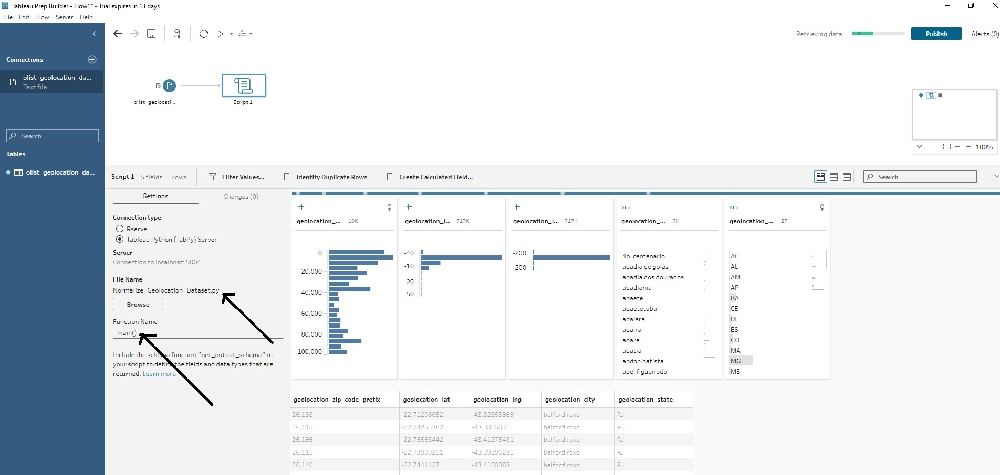 Tableau Prep Builder - Flow1* - Trial expires in 13 days
File Edit Flow Server Help
Retrieving data... Publish Alerts (0)
Connections
olist_geolocation_da...
Text file
olist_geolocati...
Script 1
100%
Search
Tables
olist_geolocation_da...
Script 1 5 fields ... rows Filter Values... Identify Duplicate Rows Create Calculated Field... Search
Settings Changes (0)
Connection type
Rserve
Tableau Python (TabPy) Server
Server
Connection to localhost: 9004
File Name
Normalize_Geolocation_Dataset.py
Browse
Function Name
main()
Include the schema function "get_output_schema" in
your script to define the fields and data types that are
returned. Learn more
#
geolocation_... 19K
0
20,000
40,000
60,000
80,000
100,000
#
geolocation_l... 717K
-40
-10
20
50
#
geolocation_l... 717K
-200
200
Abc
geolocation_... 7K
4o. centenario
abadia de goias
abadia dos dourados
abadiania
abaete
abaetetuba
abaiara
abaira
abare
abatia
abdon batista
abel figueiredo
Abc
geolocation_... 27
AC
AL
AM
AP
BA
CE
DF
ES
GO
MA
MG
MS
geolocation_zip_code_prefix geolocation_lat geolocation_lng geolocation_city geolocation_state
26,183 -22.71206852 -43.32858969 belford roxo RJ
26,115 -22.74255382 -43.388503 belford roxo RJ
26,196 -22.75563442 -43.41275481 belford roxo RJ
26,115 -22.73999251 -43.39396235 belford roxo RJ
26,140 -22.7441157 -43.4150883 belford roxo RJ